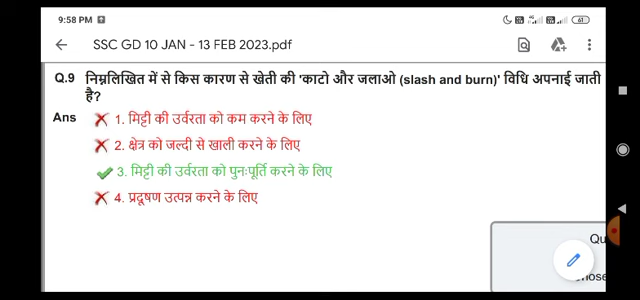 9:58 PM
61
SSC GD 10 JAN - 13 FEB 2023.pdf
Q.9 निम्नलिखित में से किस कारण से खेती की 'काटो और जलाओ (slash and burn)' विधि अपनाई जाती
है?
Ans 1. मिट्टी की उर्वरता को कम करने के लिए
2. क्षेत्र को जल्दी से खाली करने के लिए
3. मिट्टी की उर्वरता को पुनःपूर्ति करने के लिए
4. प्रदूषण उत्पन्न करने के लिए
Qu